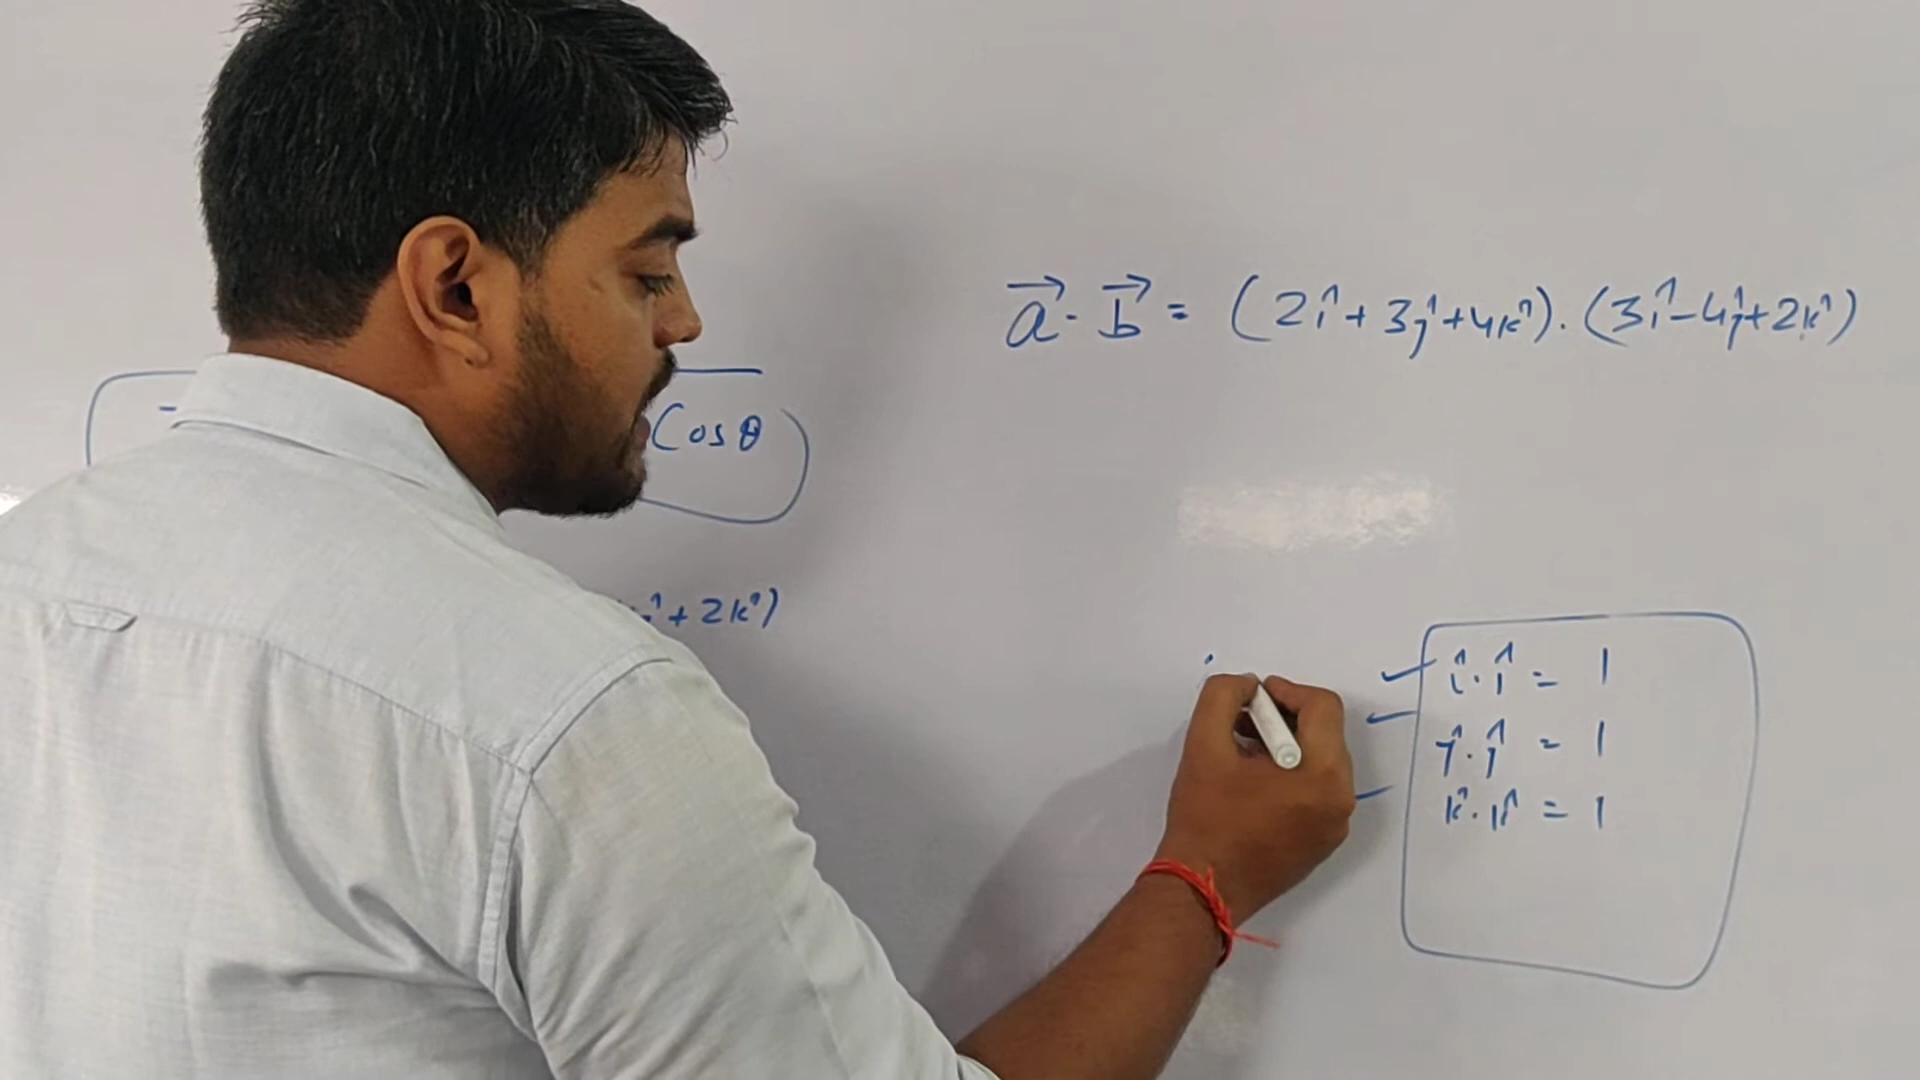 Cos θ
+ 2k̂)
a⃗ · b⃗ = (2î + 3ĵ + 4k̂) · (3î - 4ĵ + 2k̂)
î · î = 1
ĵ · ĵ = 1
k̂ · k̂ = 1